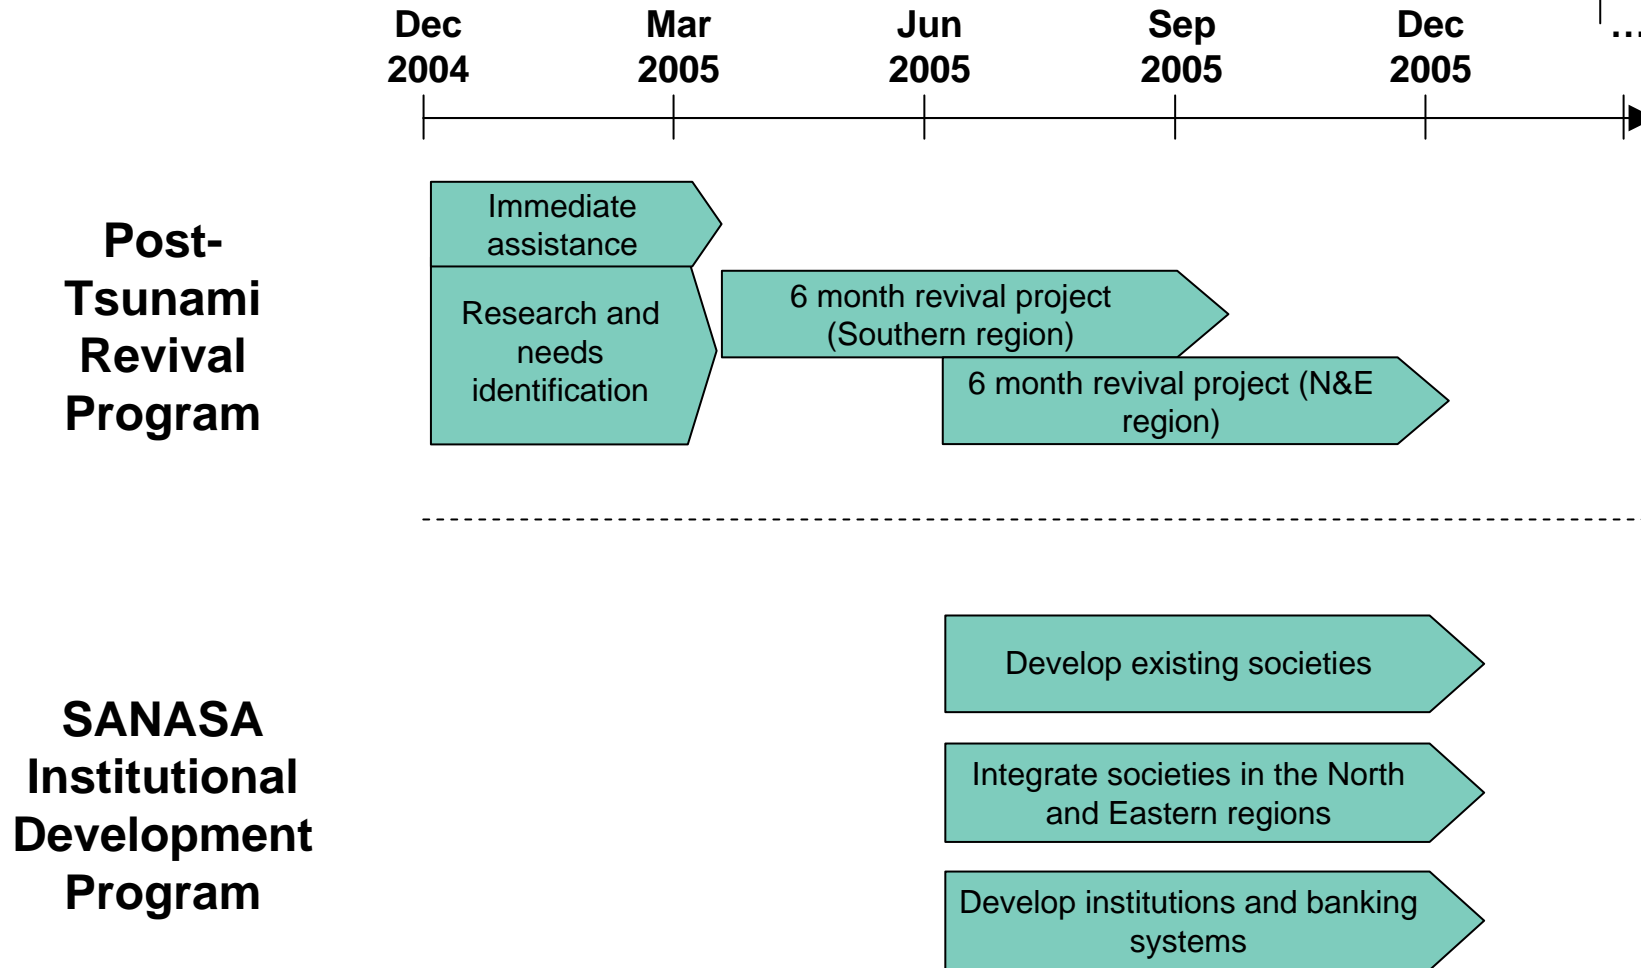 Dec
2004
Mar
2005
Jun
2005
Sep
2005
Dec
2005
...
Post-
Tsunami
Revival
Program
Immediate
assistance
Research and
needs
identification
6 month revival project
(Southern region)
6 month revival project (N&E
region)
SANASA
Institutional
Development
Program
Develop existing societies
Integrate societies in the North
and Eastern regions
Develop institutions and banking
systems